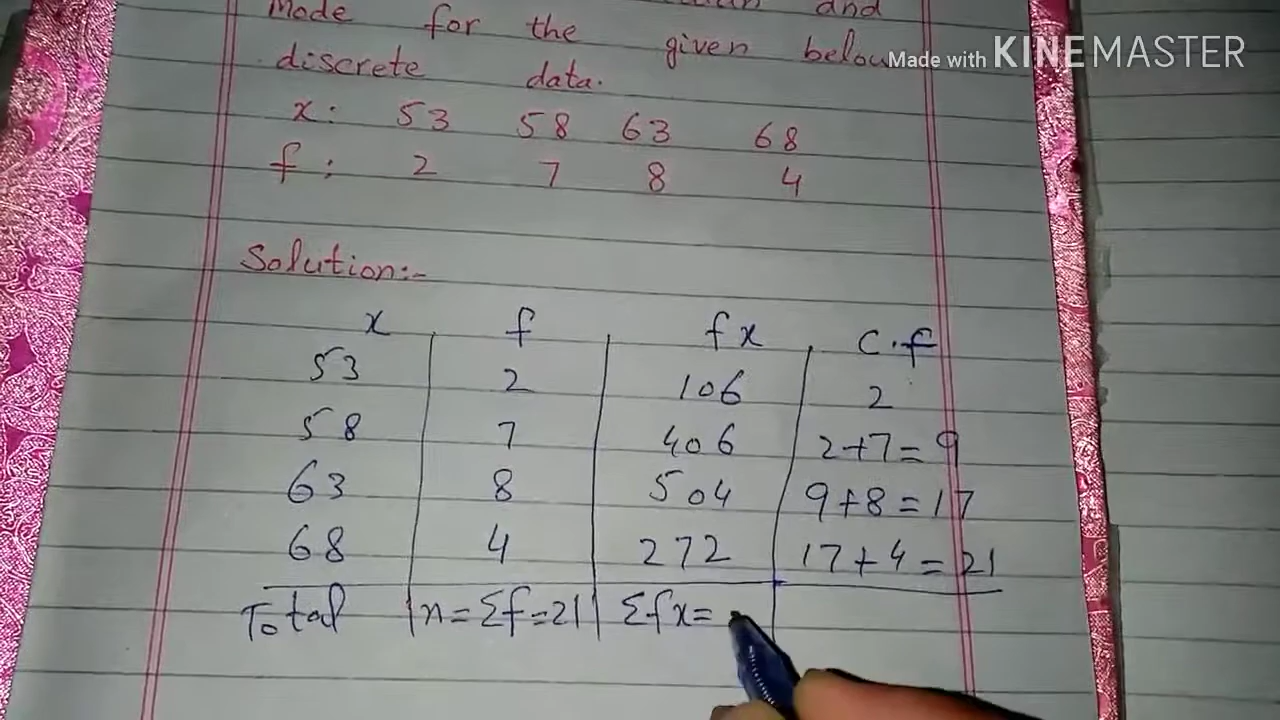 and
Mode for the given below
Made with KINEMASTER
discrete data.
x: 53 58 63 68
f: 2 7 8 4
Solution:-
x f fx c.f
53 2 106 2
58 7 406 2+7=9
63 8 504 9+8=17
68 4 272 17+4=21
Total n=Σf=21 Σfx=